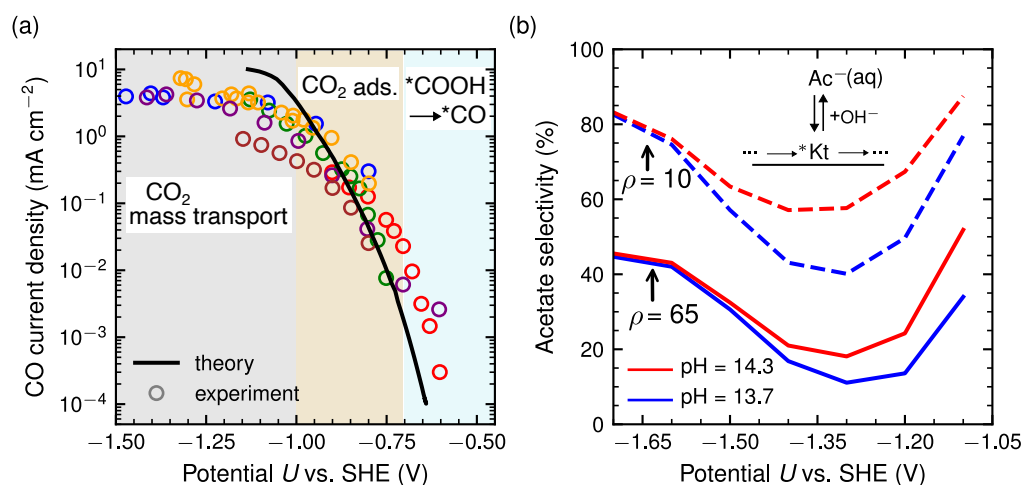 (a)
CO current density (mA cm⁻²)
10¹
10⁰
10⁻¹
10⁻²
10⁻³
10⁻⁴
CO₂ ads.
*COOH
→*CO
CO₂
mass transport
theory
experiment
−1.50 −1.25 −1.00 −0.75 −0.50
Potential U vs. SHE (V)
(b)
Acetate selectivity (%)
100
80
60
40
20
0
Ac⁻(aq)
+OH⁻
··· → *Kt → ···
ρ = 10
ρ = 65
pH = 14.3
pH = 13.7
−1.65 −1.50 −1.35 −1.20 −1.05
Potential U vs. SHE (V)